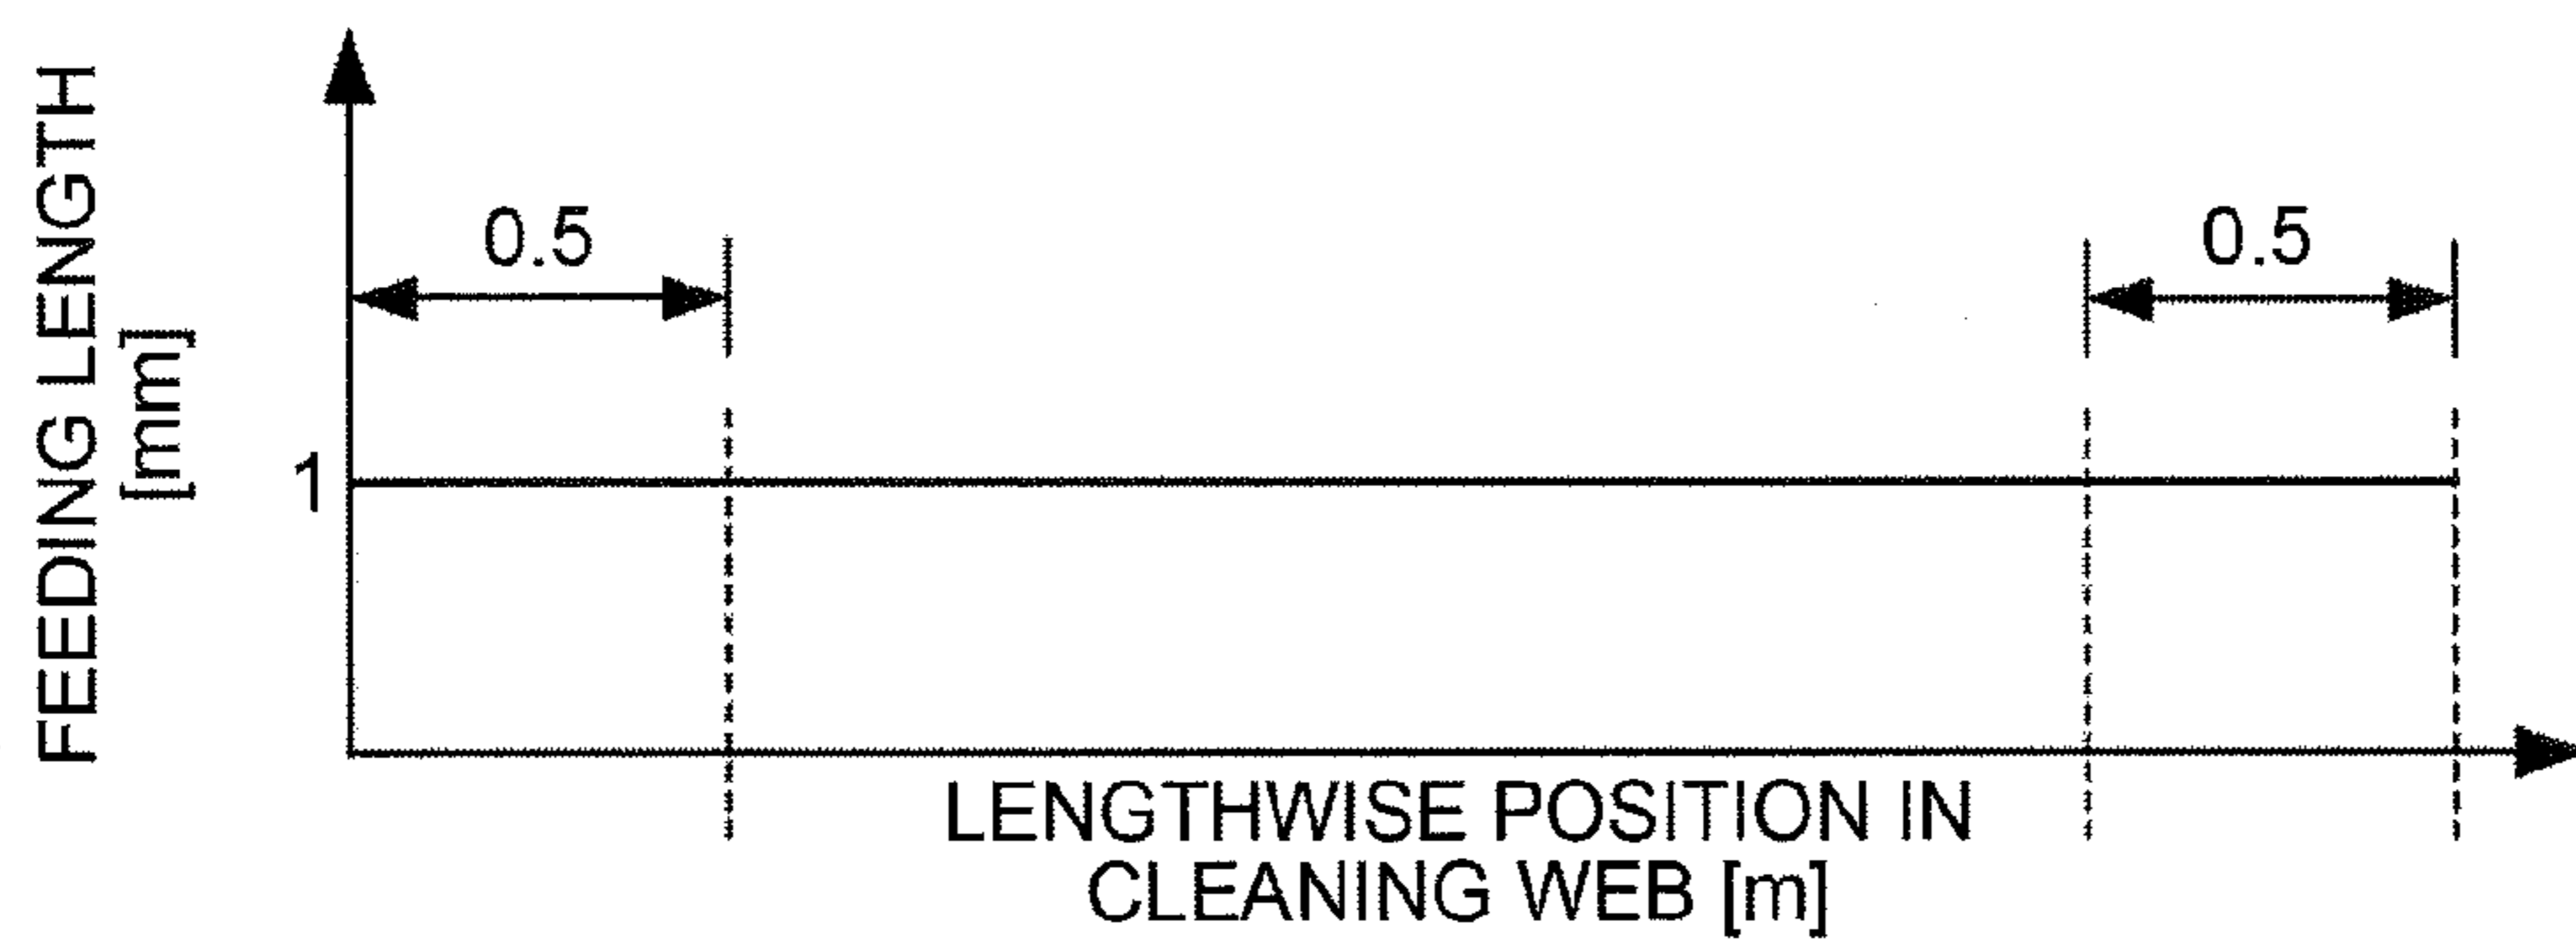 FEEDING LENGTH
[mm]
0.5
0.5
1
LENGTHWISE POSITION IN
CLEANING WEB [m]